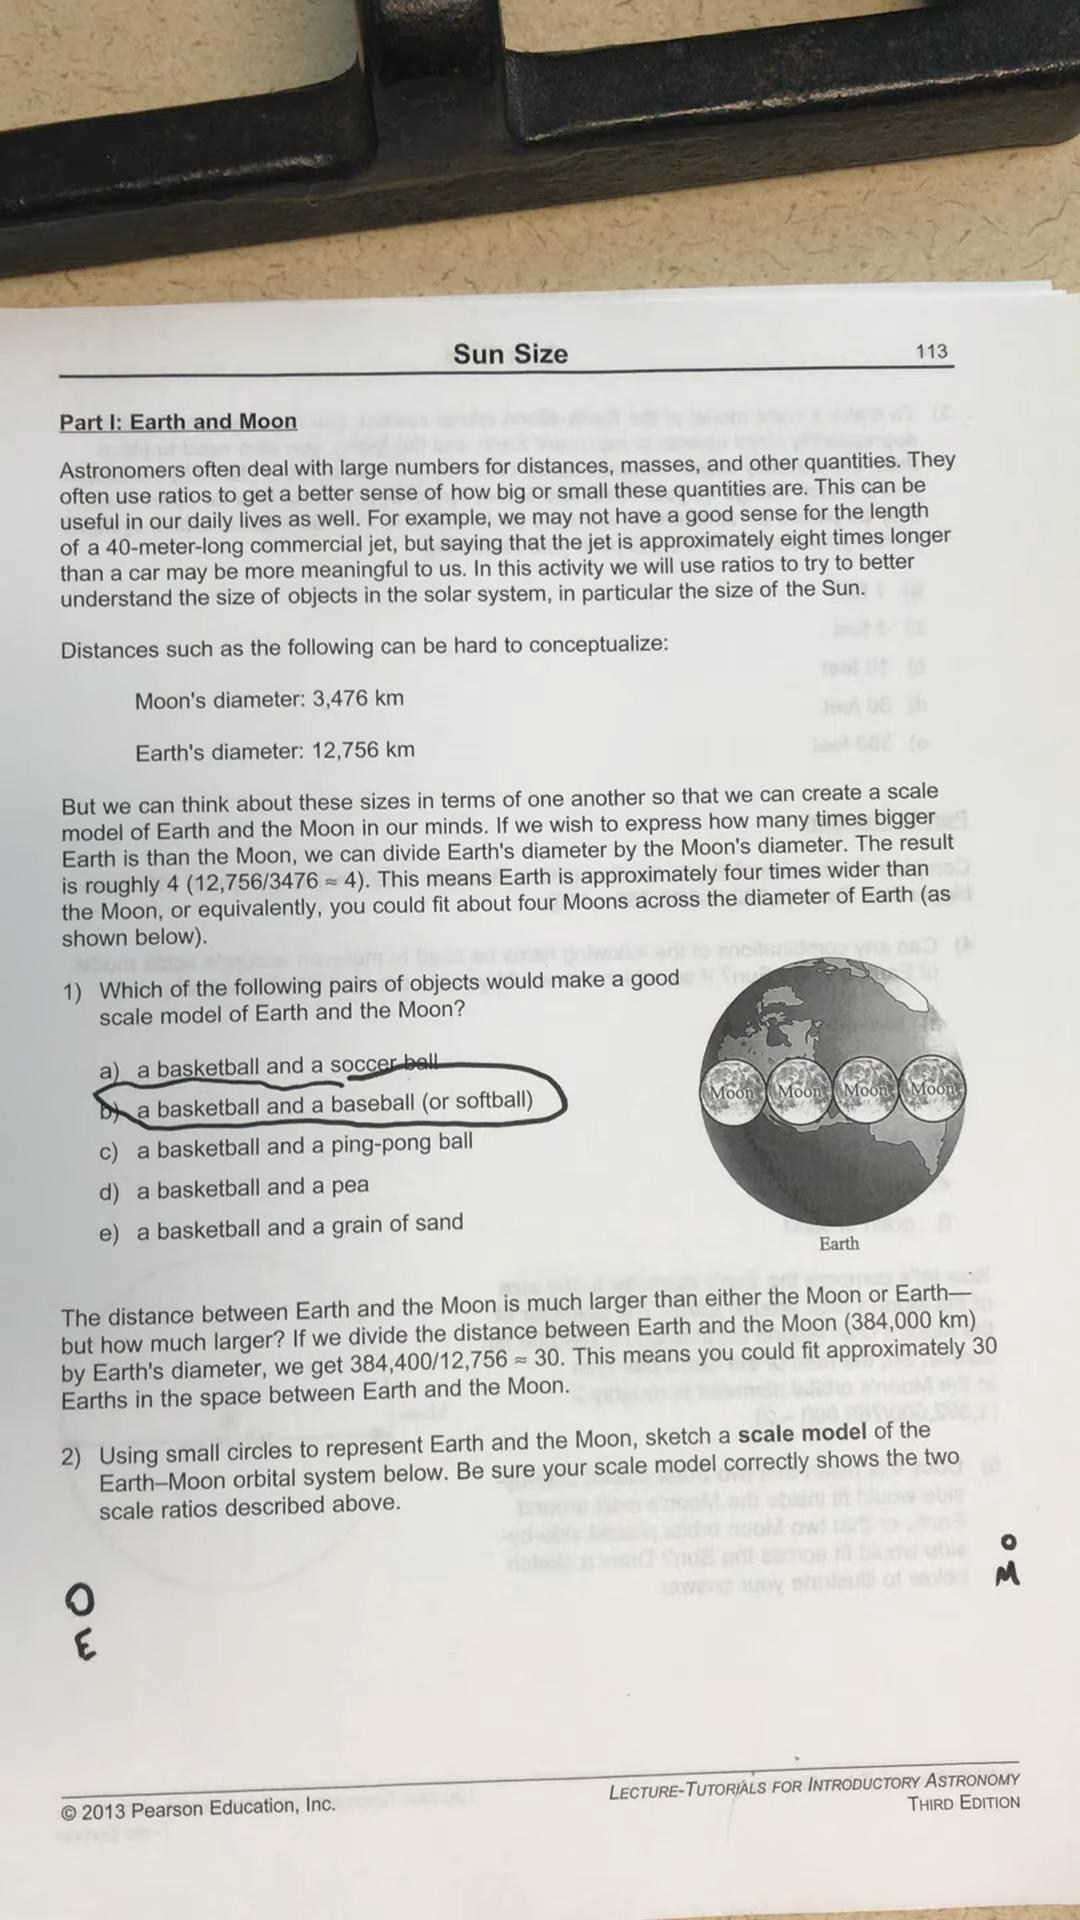 Sun Size 113
Part I: Earth and Moon
Astronomers often deal with large numbers for distances, masses, and other quantities. They
often use ratios to get a better sense of how big or small these quantities are. This can be
useful in our daily lives as well. For example, we may not have a good sense for the length
of a 40-meter-long commercial jet, but saying that the jet is approximately eight times longer
than a car may be more meaningful to us. In this activity we will use ratios to try to better
understand the size of objects in the solar system, in particular the size of the Sun.
Distances such as the following can be hard to conceptualize:
Moon's diameter: 3,476 km
Earth's diameter: 12,756 km
But we can think about these sizes in terms of one another so that we can create a scale
model of Earth and the Moon in our minds. If we wish to express how many times bigger
Earth is than the Moon, we can divide Earth's diameter by the Moon's diameter. The result
is roughly 4 (12,756/3476 ≈ 4). This means Earth is approximately four times wider than
the Moon, or equivalently, you could fit about four Moons across the diameter of Earth (as
shown below).
1) Which of the following pairs of objects would make a good
scale model of Earth and the Moon?
a) a basketball and a soccer ball
b) a basketball and a baseball (or softball)
c) a basketball and a ping-pong ball
d) a basketball and a pea
e) a basketball and a grain of sand
Moon Moon Moon Moon
Earth
The distance between Earth and the Moon is much larger than either the Moon or Earth—
but how much larger? If we divide the distance between Earth and the Moon (384,000 km)
by Earth's diameter, we get 384,400/12,756 ≈ 30. This means you could fit approximately 30
Earths in the space between Earth and the Moon.
2) Using small circles to represent Earth and the Moon, sketch a scale model of the
Earth–Moon orbital system below. Be sure your scale model correctly shows the two
scale ratios described above.
M
E
© 2013 Pearson Education, Inc.
LECTURE-TUTORIALS FOR INTRODUCTORY ASTRONOMY
THIRD EDITION